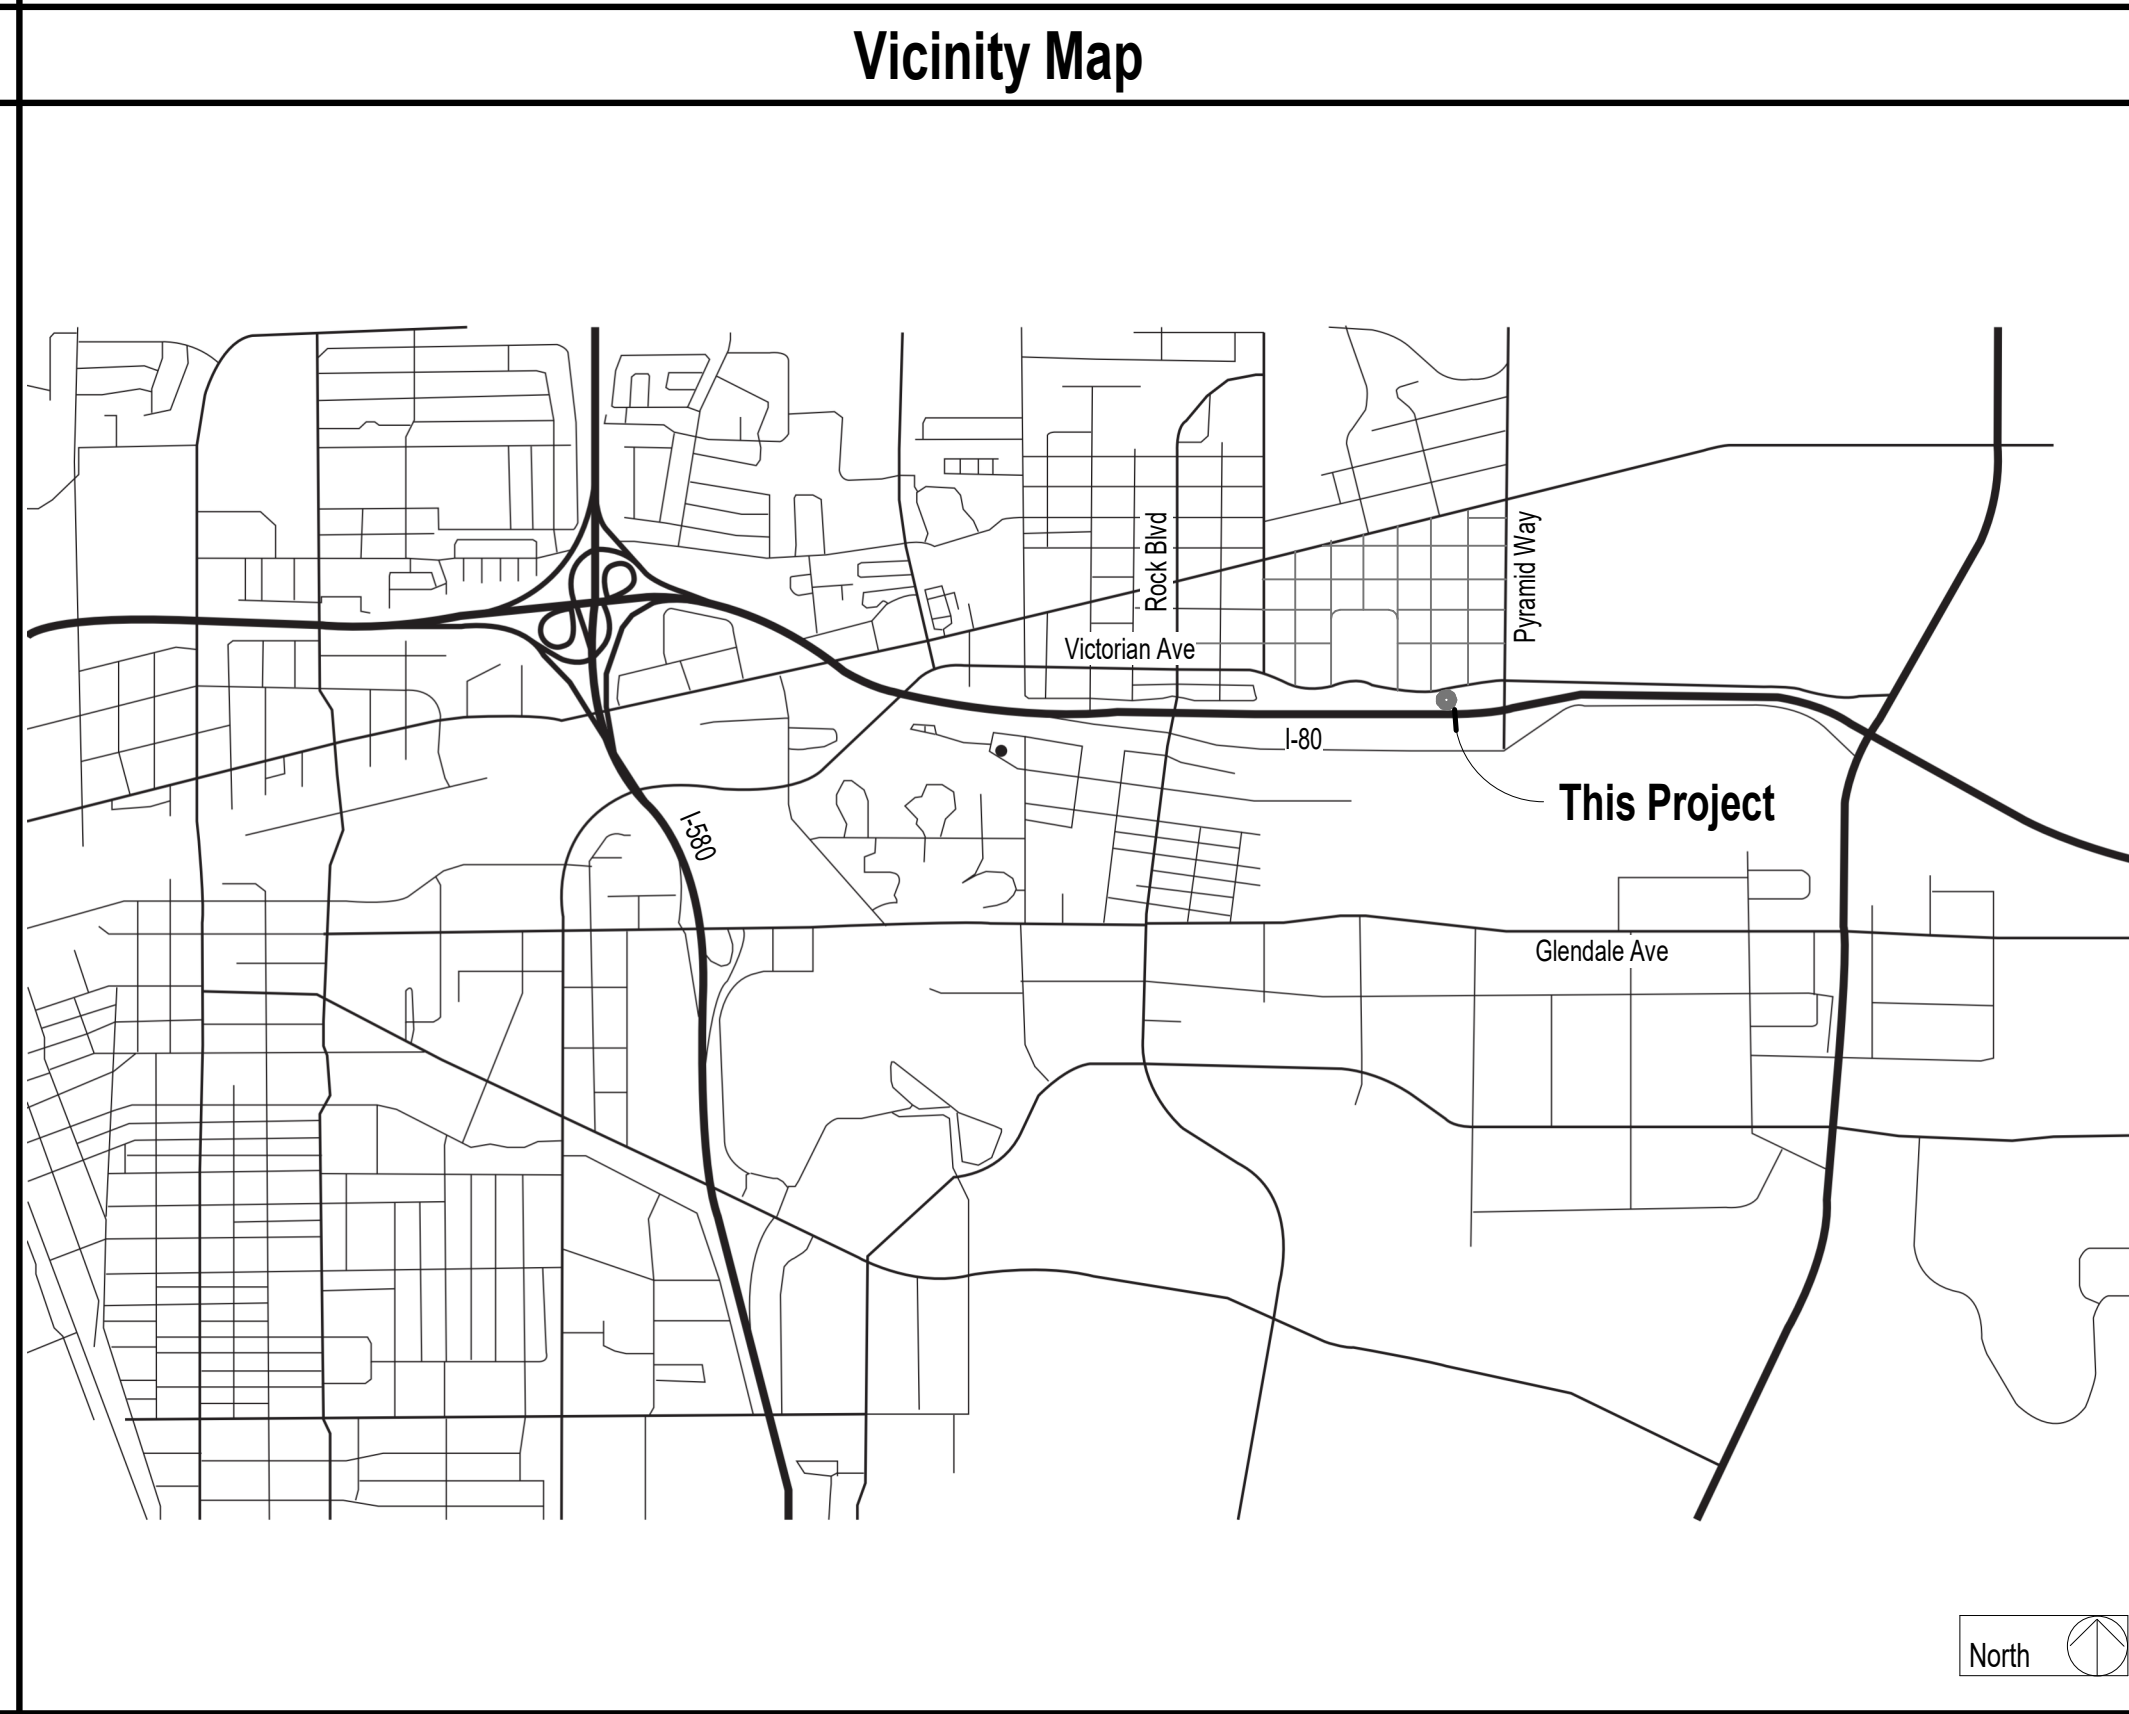 Vicinity Map
Rock Blvd
Pyramid Way
Victorian Ave
I-80
This Project
I-580
Glendale Ave
North